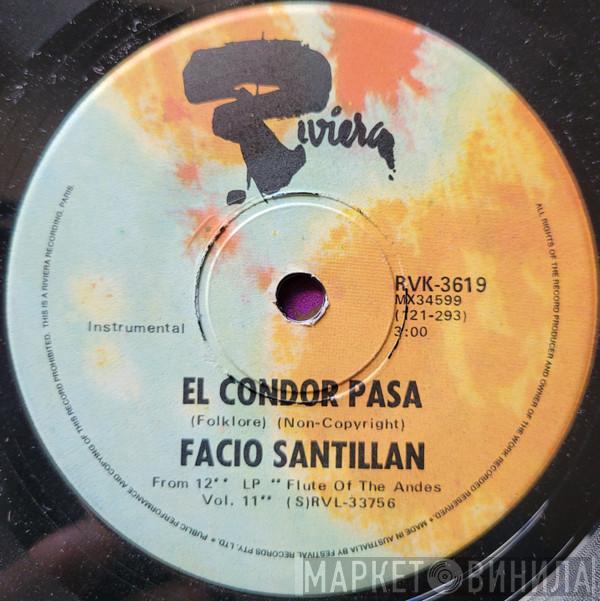 Riviera
RVK-3619
MX34599
(121-293)
3:00
Instrumental
EL CONDOR PASA
(Folklore) (Non-Copyright)
FACIO SANTILLAN
From 12" LP "Flute Of The Andes
Vol. 11" (S)RVL-33756
ALL RIGHTS OF THE RECORD PRODUCER AND OWNER OF THE WORK RECORDED RESERVED • MADE IN AUSTRALIA BY FESTIVAL RECORDS PTY. LTD. • PUBLIC PERFORMANCE AND COPYING OF THIS RECORD PROHIBITED. THIS IS A RIVIERA RECORDING, PARIS.
МАРКЕТ ВИНИЛА